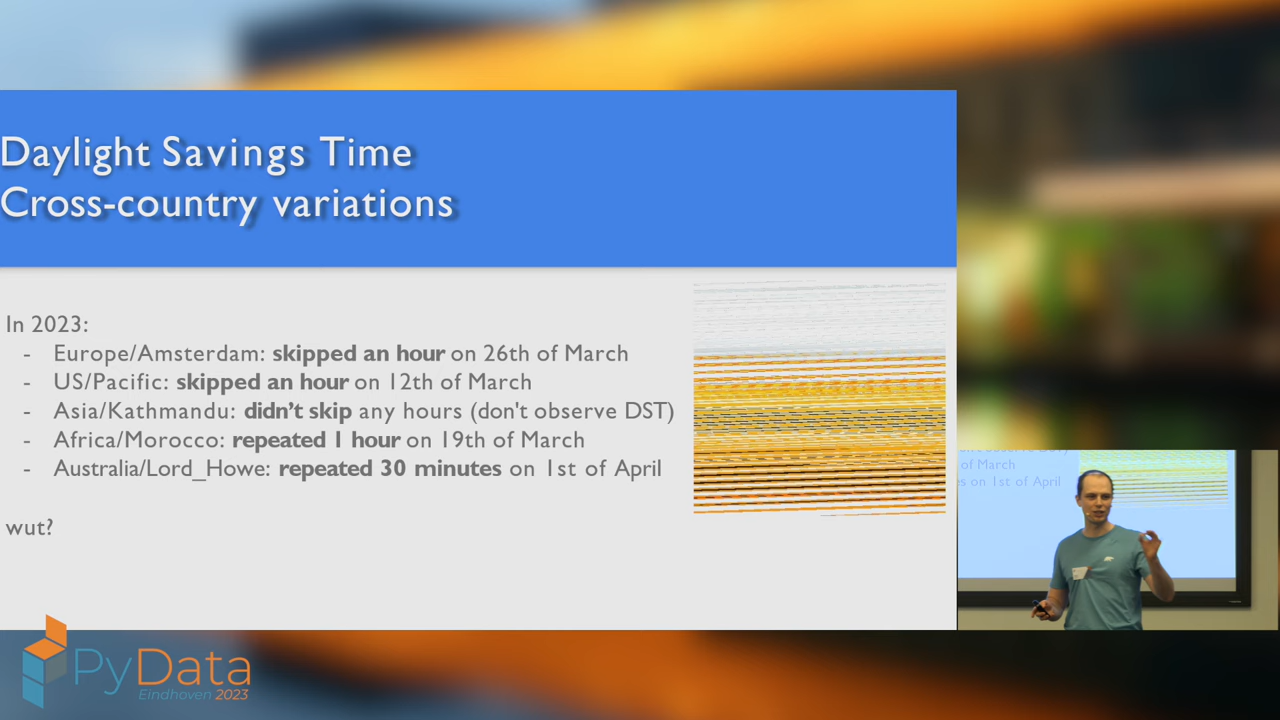 Daylight Savings Time
Cross-country variations
In 2023:
- Europe/Amsterdam: skipped an hour on 26th of March
- US/Pacific: skipped an hour on 12th of March
- Asia/Kathmandu: didn't skip any hours (don't observe DST)
- Africa/Morocco: repeated 1 hour on 19th of March
- Australia/Lord_Howe: repeated 30 minutes on 1st of April
wut?
of March
es on 1st of April
PyData
Eindhoven 2023